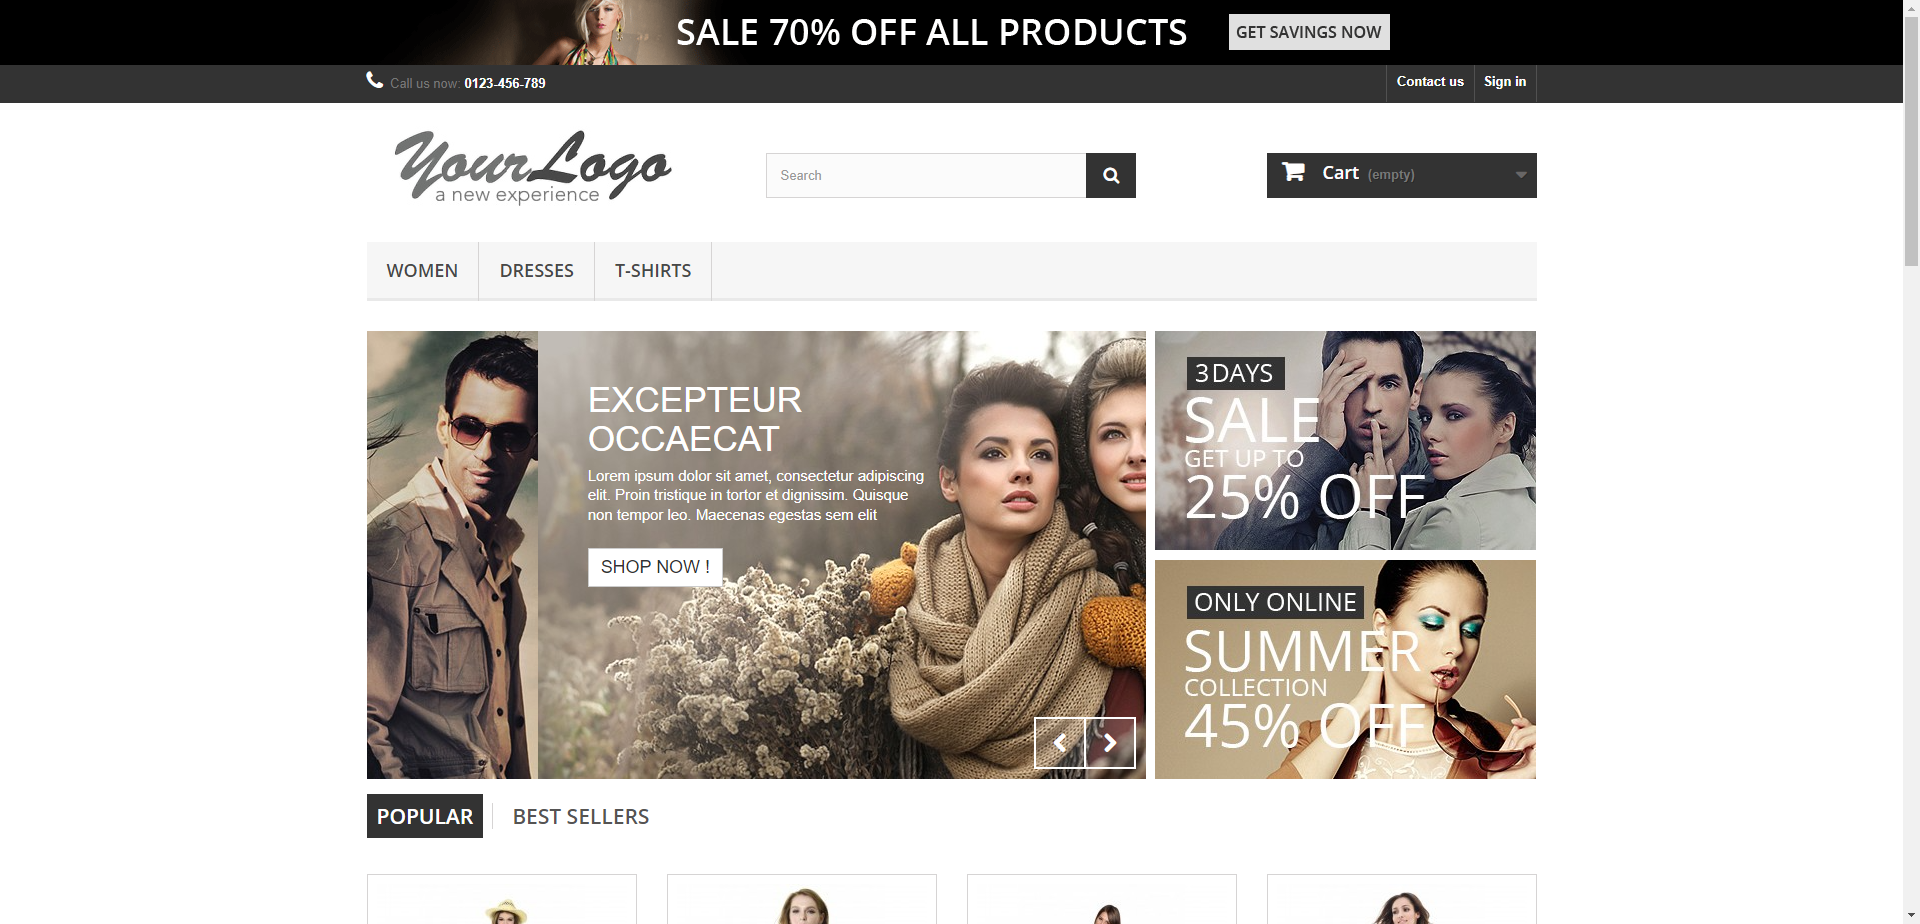 SALE 70% OFF ALL PRODUCTS
GET SAVINGS NOW
Call us now: 0123-456-789
Contact us
Sign in
YourLogo
a new experience
Search
Cart (empty)
WOMEN
DRESSES
T-SHIRTS
EXCEPTEUR
OCCAECAT
Lorem ipsum dolor sit amet, consectetur adipiscing
elit. Proin tristique in tortor et dignissim. Quisque
non tempor leo. Maecenas egestas sem elit
SHOP NOW !
3 DAYS
SALE
GET UP TO
25% OFF
ONLY ONLINE
SUMMER
COLLECTION
45% OFF
POPULAR
BEST SELLERS